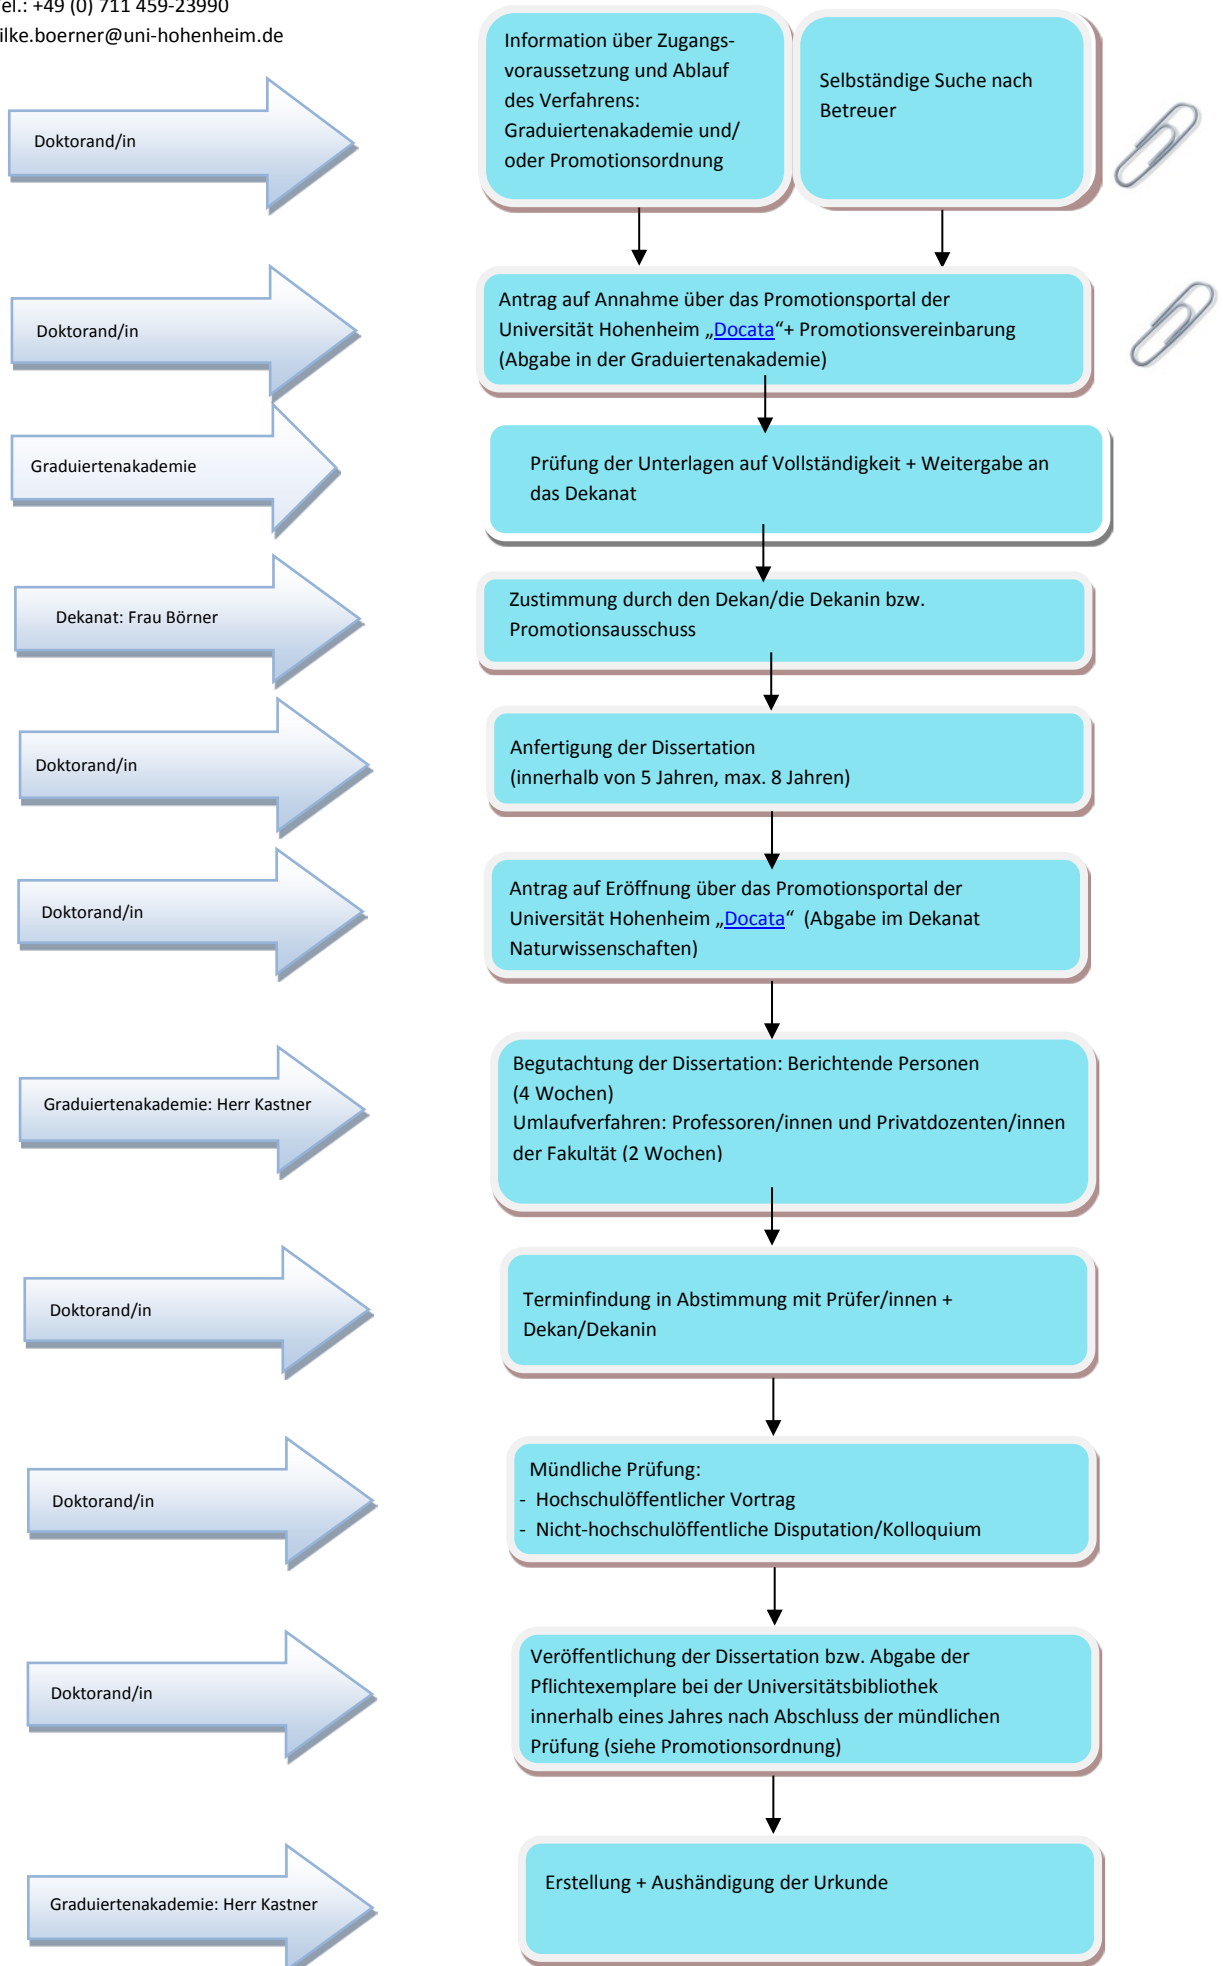 Tel.: +49 (0) 711 459-23990
ilke.boerner@uni-hohenheim.de
Doktorand/in
Information über Zugangs-
voraussetzung und Ablauf
des Verfahrens:
Graduiertenakademie und/
oder Promotionsordnung
Selbständige Suche nach
Betreuer
Doktorand/in
Antrag auf Annahme über das Promotionsportal der
Universität Hohenheim „Docata“+ Promotionsvereinbarung
(Abgabe in der Graduiertenakademie)
Graduiertenakademie
Prüfung der Unterlagen auf Vollständigkeit + Weitergabe an
das Dekanat
Dekanat: Frau Börner
Zustimmung durch den Dekan/die Dekanin bzw.
Promotionsausschuss
Doktorand/in
Anfertigung der Dissertation
(innerhalb von 5 Jahren, max. 8 Jahren)
Doktorand/in
Antrag auf Eröffnung über das Promotionsportal der
Universität Hohenheim „Docata“ (Abgabe im Dekanat
Naturwissenschaften)
Graduiertenakademie: Herr Kastner
Begutachtung der Dissertation: Berichtende Personen
(4 Wochen)
Umlaufverfahren: Professoren/innen und Privatdozenten/innen
der Fakultät (2 Wochen)
Doktorand/in
Terminfindung in Abstimmung mit Prüfer/innen +
Dekan/Dekanin
Doktorand/in
Mündliche Prüfung:
- Hochschulöffentlicher Vortrag
- Nicht-hochschulöffentliche Disputation/Kolloquium
Doktorand/in
Veröffentlichung der Dissertation bzw. Abgabe der
Pflichtexemplare bei der Universitätsbibliothek
innerhalb eines Jahres nach Abschluss der mündlichen
Prüfung (siehe Promotionsordnung)
Graduiertenakademie: Herr Kastner
Erstellung + Aushändigung der Urkunde